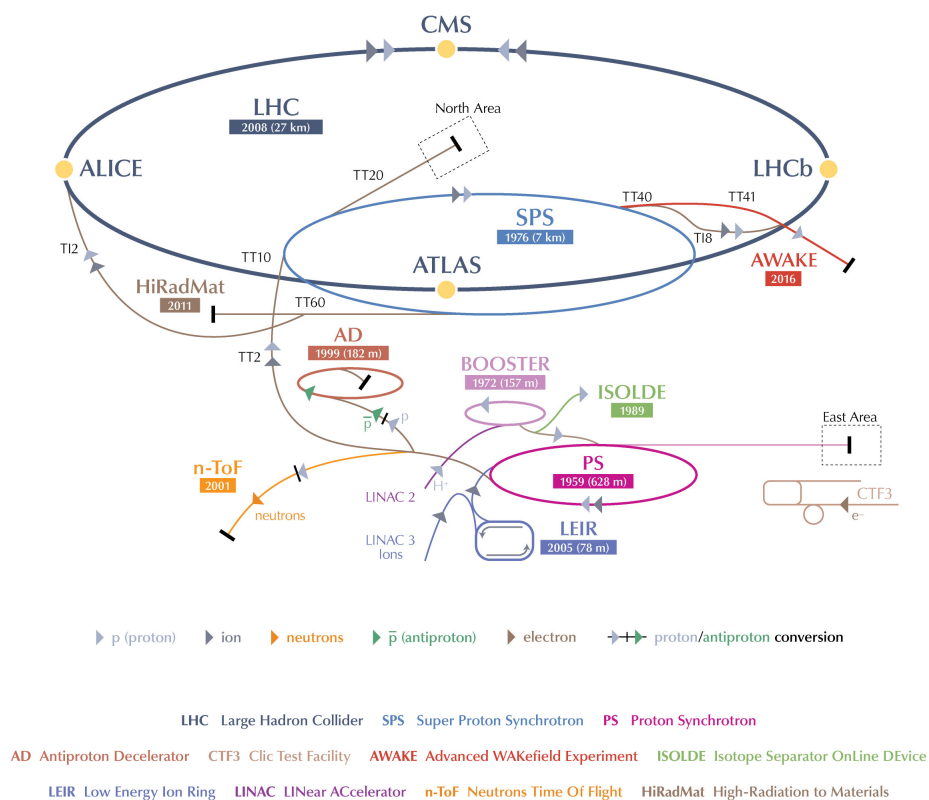 CMS
LHC
2008 (27 km)
North Area
ALICE
LHCb
TT20
TT40
TT41
SPS
1976 (7 km)
TI8
TI2
TT10
ATLAS
AWAKE
2016
HiRadMat
2011
TT60
AD
1999 (182 m)
TT2
BOOSTER
1972 (157 m)
ISOLDE
1989
p
p̅
East Area
n-ToF
2001
PS
1959 (628 m)
H⁺
LINAC 2
neutrons
CTF3
e⁻
LEIR
2005 (78 m)
LINAC 3
Ions
p (proton)
ion
neutrons
p̅ (antiproton)
electron
proton/antiproton conversion
LHC Large Hadron Collider SPS Super Proton Synchrotron PS Proton Synchrotron
AD Antiproton Decelerator CTF3 Clic Test Facility AWAKE Advanced WAKefield Experiment ISOLDE Isotope Separator OnLine DEvice
LEIR Low Energy Ion Ring LINAC LINear ACcelerator n-ToF Neutrons Time Of Flight HiRadMat High-Radiation to Materials